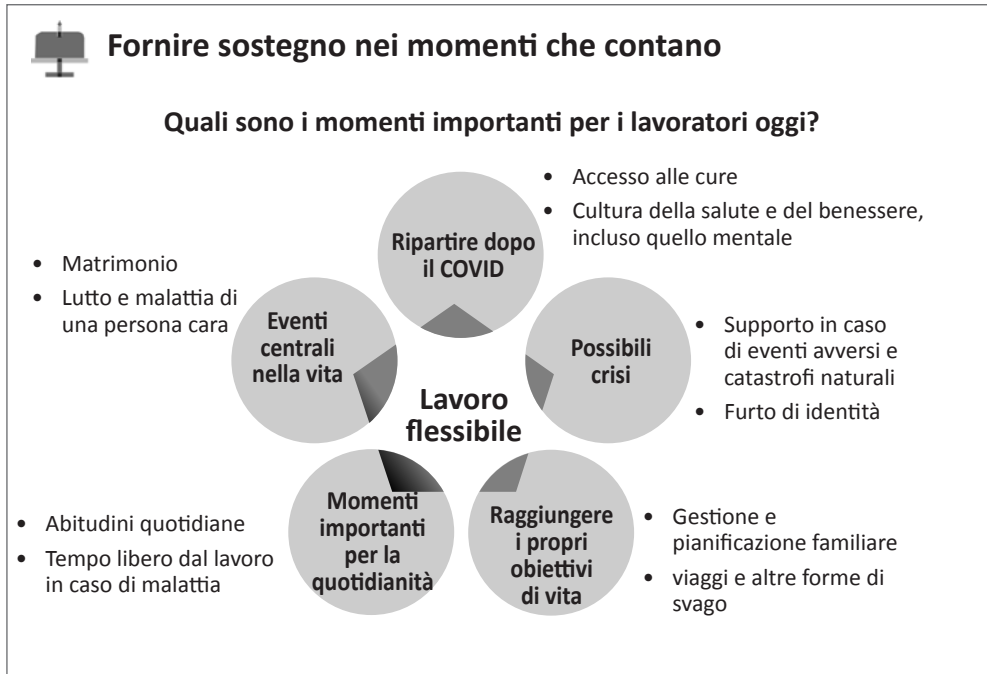 Fornire sostegno nei momenti che contano
Quali sono i momenti importanti per i lavoratori oggi?
Ripartire dopo
il COVID
• Accesso alle cure
• Cultura della salute e del benessere,
incluso quello mentale
Possibili
crisi
• Supporto in caso
di eventi avversi e
catastrofi naturali
• Furto di identità
Raggiungere
i propri
obiettivi
di vita
• Gestione e
pianificazione familiare
• viaggi e altre forme di
svago
Momenti
importanti
per la
quotidianità
• Abitudini quotidiane
• Tempo libero dal lavoro
in caso di malattia
Eventi
centrali
nella vita
• Matrimonio
• Lutto e malattia di
una persona cara
Lavoro
flessibile